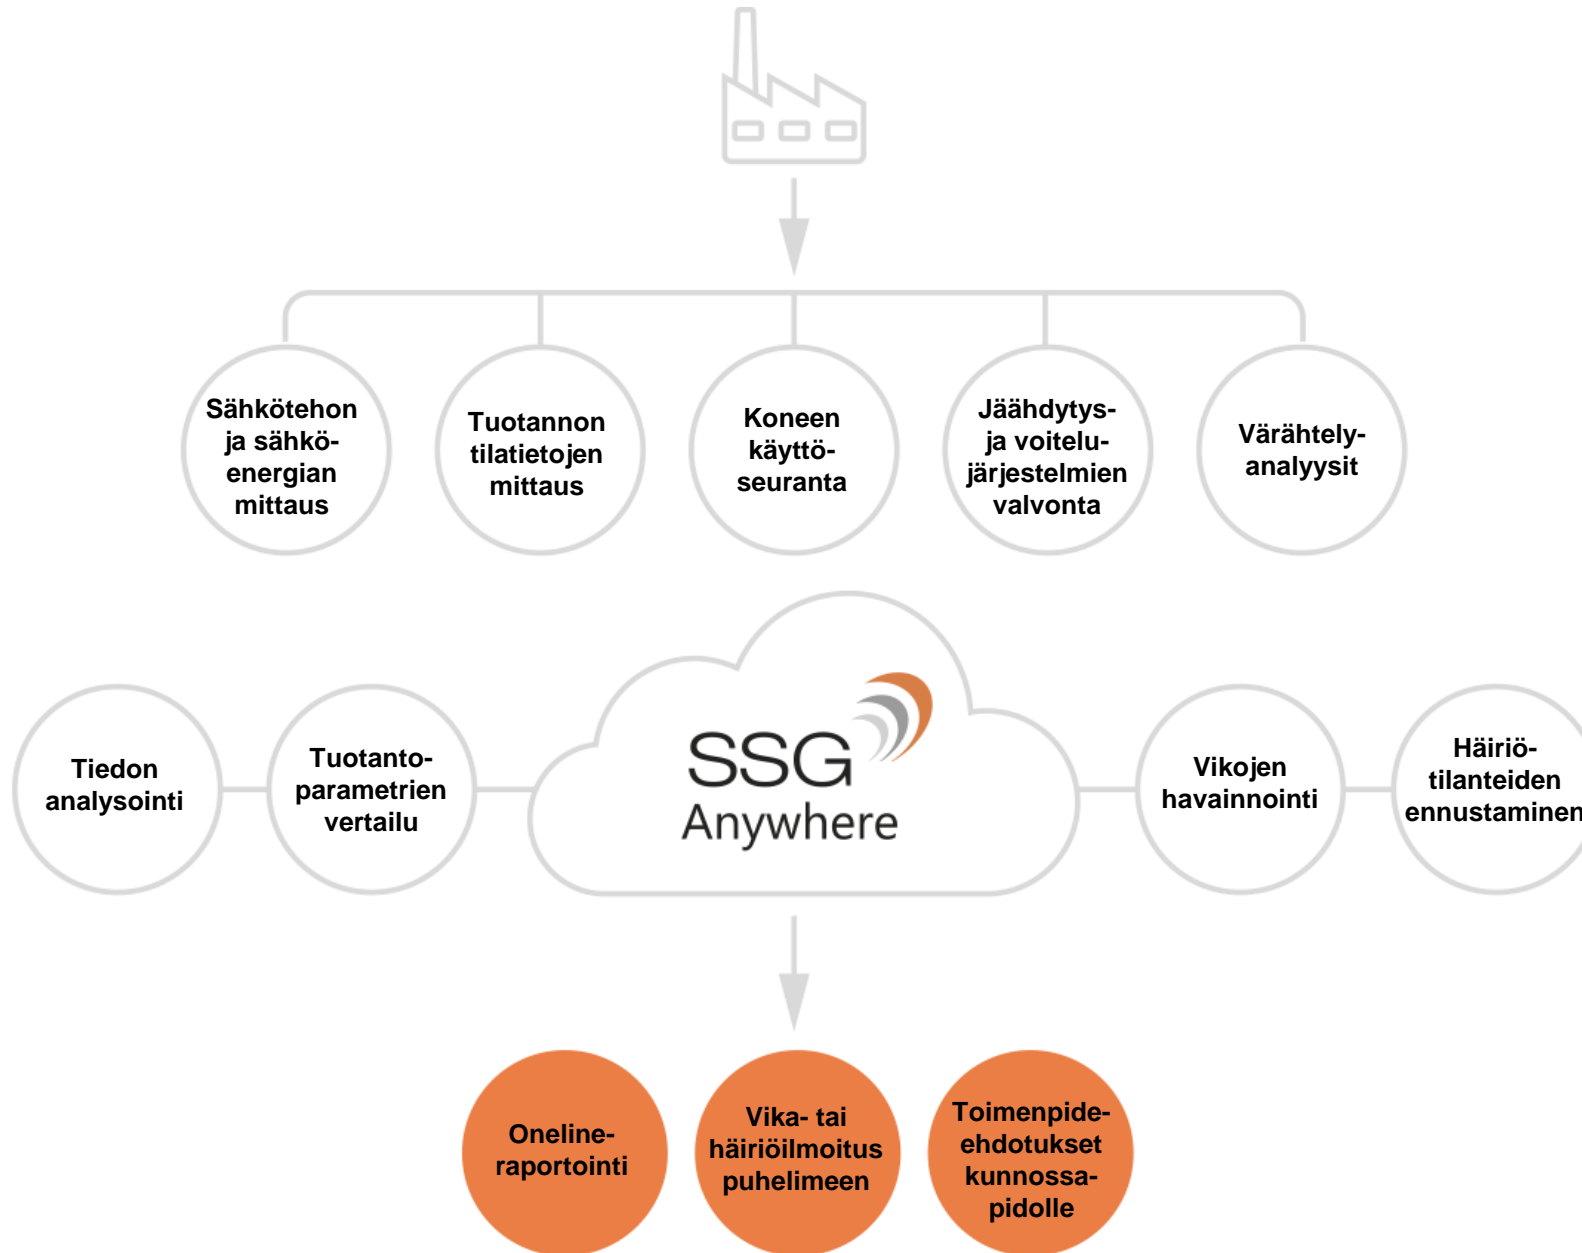 Sähkötehon
ja sähkö-
energian
mittaus
Tuotannon
tilatietojen
mittaus
Koneen
käyttö-
seuranta
Jäähdytys-
ja voitelu-
järjestelmien
valvonta
Värähtely-
analyysit
Tiedon
analysointi
Tuotanto-
parametrien
vertailu
SSG
Anywhere
Vikojen
havainnointi
Häiriö-
tilanteiden
ennustaminen
Oneline-
raportointi
Vika- tai
häiriöilmoitus
puhelimeen
Toimenpide-
ehdotukset
kunnossa-
pidolle